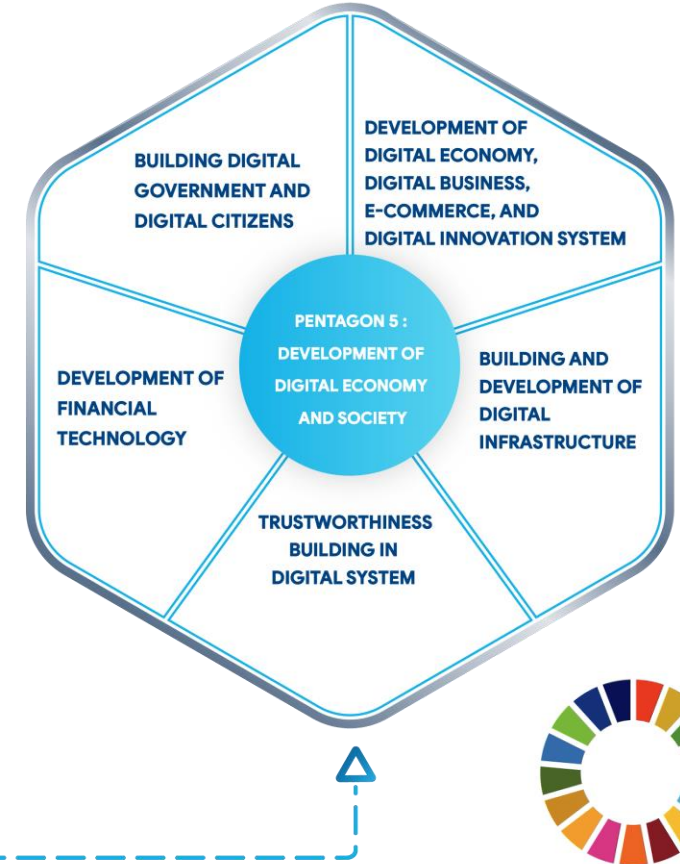 BUILDING DIGITAL
GOVERNMENT AND
DIGITAL CITIZENS
DEVELOPMENT OF
DIGITAL ECONOMY,
DIGITAL BUSINESS,
E-COMMERCE, AND
DIGITAL INNOVATION SYSTEM
PENTAGON 5 :
DEVELOPMENT OF
DIGITAL ECONOMY
AND SOCIETY
DEVELOPMENT OF
FINANCIAL
TECHNOLOGY
BUILDING AND
DEVELOPMENT OF
DIGITAL
INFRASTRUCTURE
TRUSTWORTHINESS
BUILDING IN
DIGITAL SYSTEM